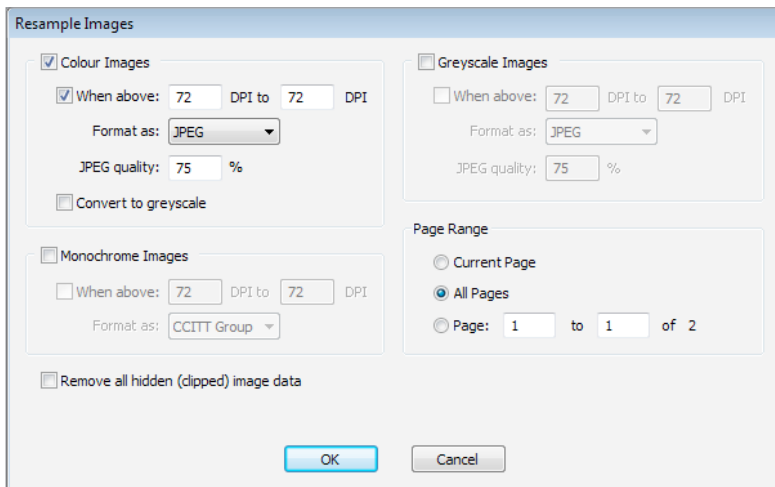 Resample Images
Colour Images
When above: 72 DPI to 72 DPI
Format as: JPEG
JPEG quality: 75 %
Convert to greyscale
Greyscale Images
When above: 72 DPI to 72 DPI
Format as: JPEG
JPEG quality: 75 %
Monochrome Images
When above: 72 DPI to 72 DPI
Format as: CCITT Group
Page Range
Current Page
All Pages
Page: 1 to 1 of 2
Remove all hidden (clipped) image data
OK
Cancel